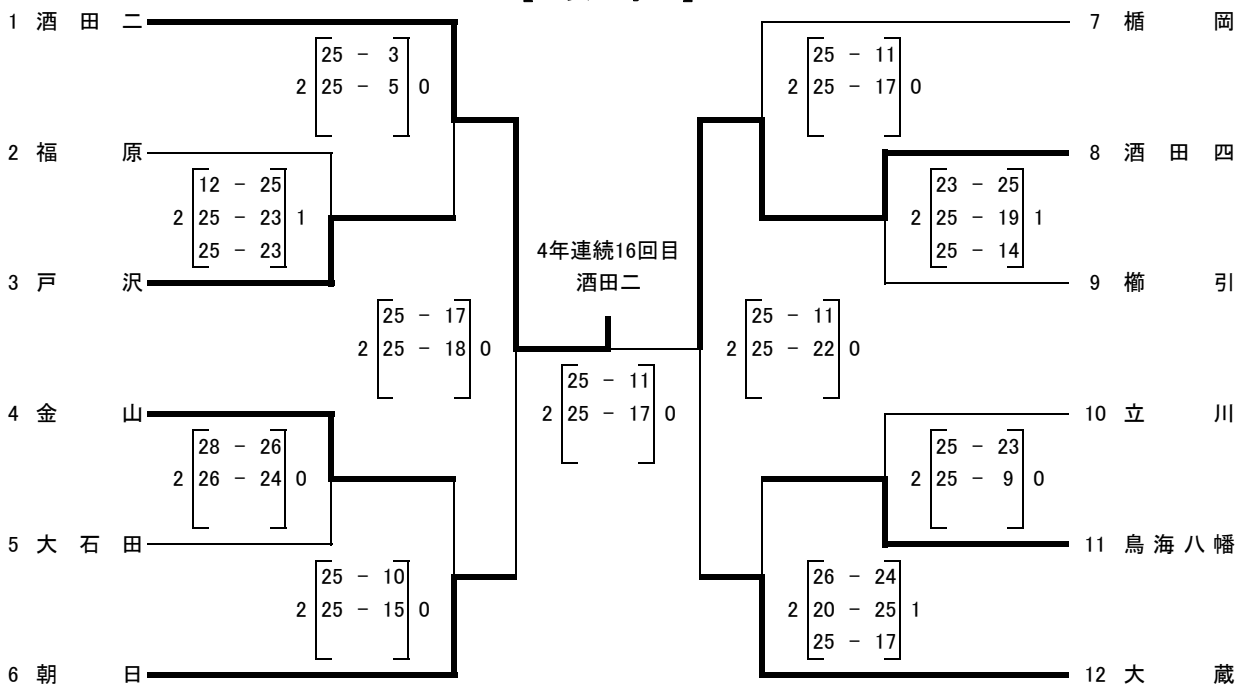 1 酒田二
25 - 3
2 25 - 5 0
2 福原
12 - 25
2 25 - 23 1
25 - 23
3 戸沢
25 - 17
2 25 - 18 0
4 金山
28 - 26
2 26 - 24 0
5 大石田
25 - 10
2 25 - 15 0
6 朝日
4年連続16回目
酒田二
25 - 11
2 25 - 17 0
7 楯岡
25 - 11
2 25 - 17 0
8 酒田四
23 - 25
2 25 - 19 1
25 - 14
9 櫛引
25 - 11
2 25 - 22 0
10 立川
25 - 23
2 25 - 9 0
11 鳥海八幡
26 - 24
2 20 - 25 1
25 - 17
12 大蔵